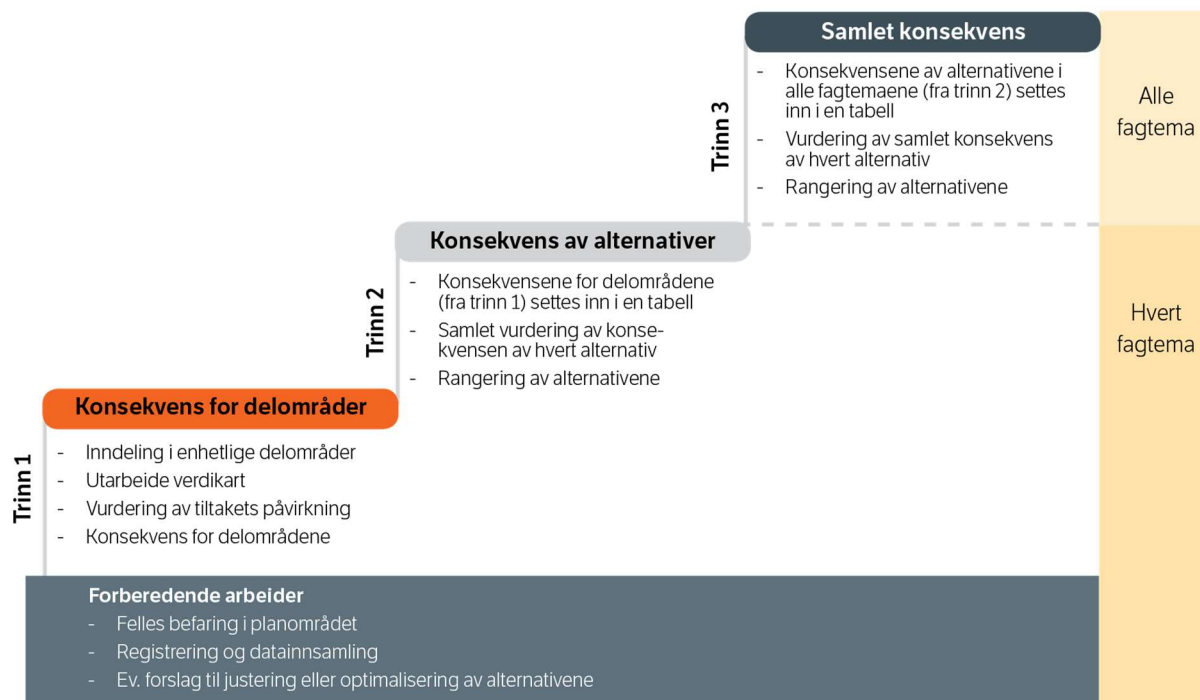 Samlet konsekvens
- Konsekvensene av alternativene i
alle fagtemaene (fra trinn 2) settes
inn i en tabell
- Vurdering av samlet konsekvens
av hvert alternativ
- Rangering av alternativene
Trinn 3
Alle
fagtema
Konsekvens av alternativer
- Konsekvensene for delområdene
(fra trinn 1) settes inn i en tabell
- Samlet vurdering av konse-
kvensen av hvert alternativ
- Rangering av alternativene
Trinn 2
Hvert
fagtema
Konsekvens for delområder
- Inndeling i enhetlige delområder
- Utarbeide verdikart
- Vurdering av tiltakets påvirkning
- Konsekvens for delområdene
Trinn 1
Forberedende arbeider
- Felles befaring i planområdet
- Registrering og datainnsamling
- Ev. forslag til justering eller optimalisering av alternativene